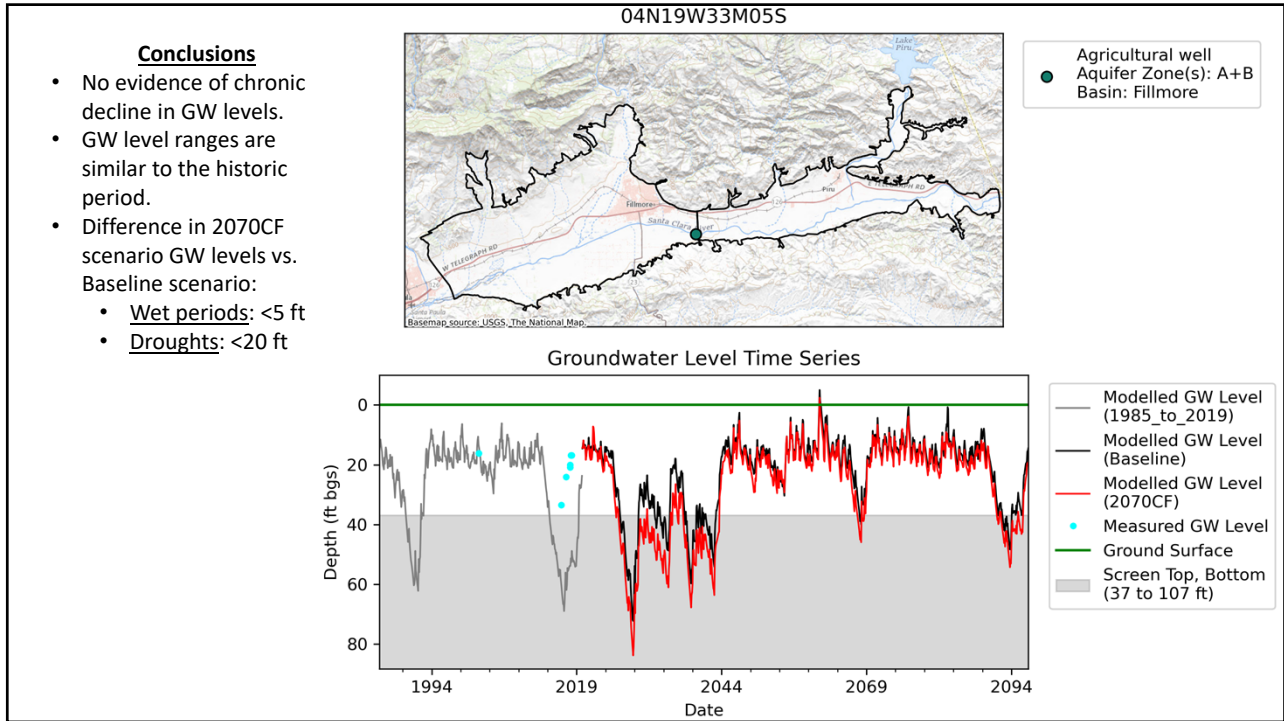 04N19W33M05S
Conclusions
• No evidence of chronic
decline in GW levels.
• GW level ranges are
similar to the historic
period.
• Difference in 2070CF
scenario GW levels vs.
Baseline scenario:
• Wet periods: <5 ft
• Droughts: <20 ft
Lake
Piru
Piru
E TELEGRAPH RD
126
Fillmore
Santa Clara River
W TELEGRAPH RD
Santa Paula
Basemap source: USGS, The National Map.
Agricultural well
Aquifer Zone(s): A+B
Basin: Fillmore
Groundwater Level Time Series
Depth (ft bgs)
0
20
40
60
80
1994
2019
2044
2069
2094
Date
Modelled GW Level
(1985_to_2019)
Modelled GW Level
(Baseline)
Modelled GW Level
(2070CF)
Measured GW Level
Ground Surface
Screen Top, Bottom
(37 to 107 ft)